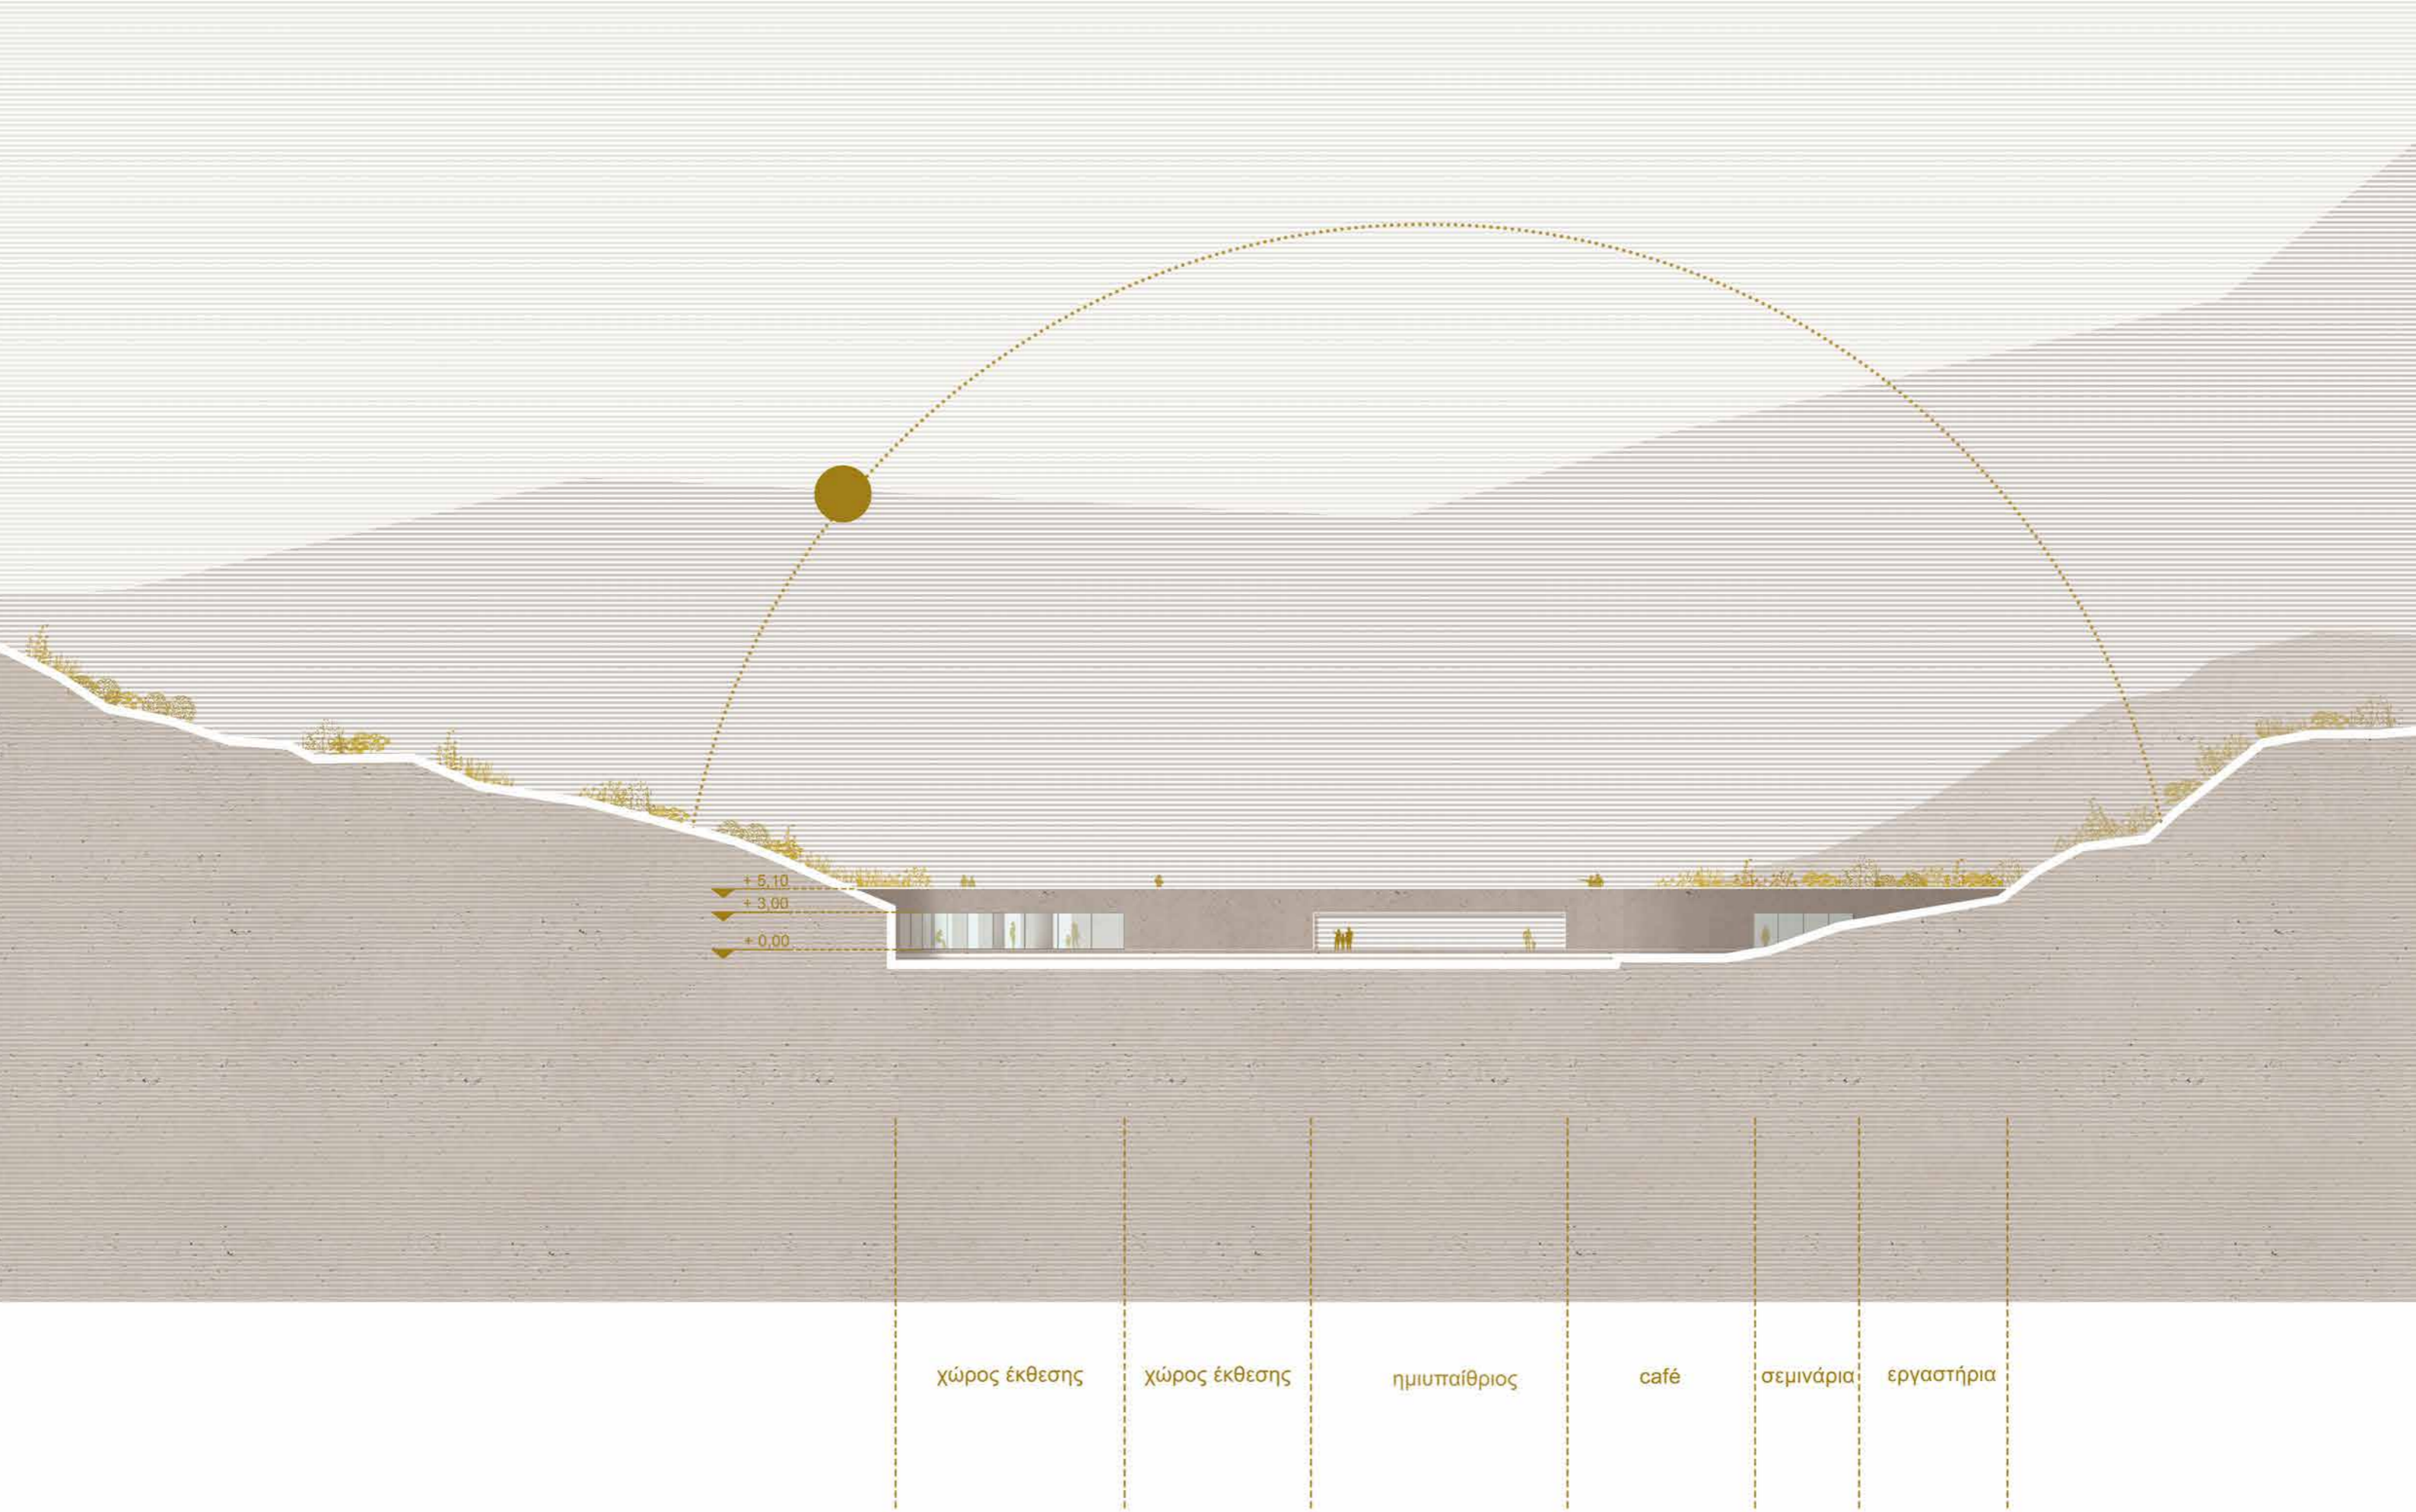 + 5,10
+ 3,00
+ 0,00
χώρος έκθεσης χώρος έκθεσης ημιυπαίθριος café σεμινάρια εργαστήρια